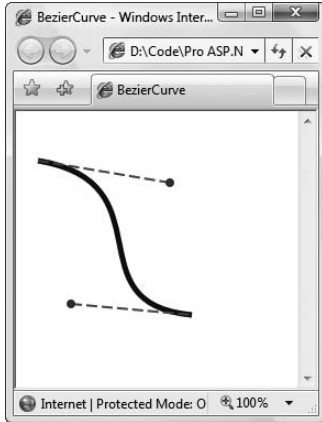 BezierCurve - Windows Inter...
D:\Code\Pro ASP.N
BezierCurve
Internet | Protected Mode: O
100%